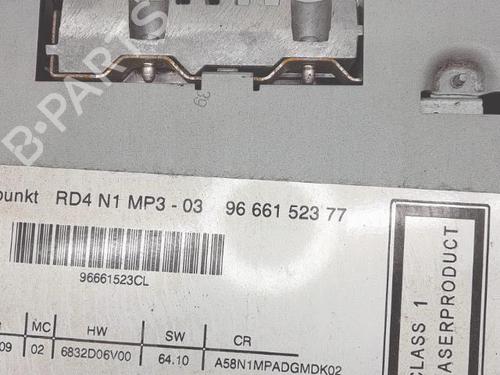 B-PARTS
39
punkt RD4 N1 MP3 - 03 96 661 523 77
96661523CL
MC HW SW CR
09 02 6832D06V00 64.10 A58N1MPADGMDK02
CLASS 1
LASERPRODUCT